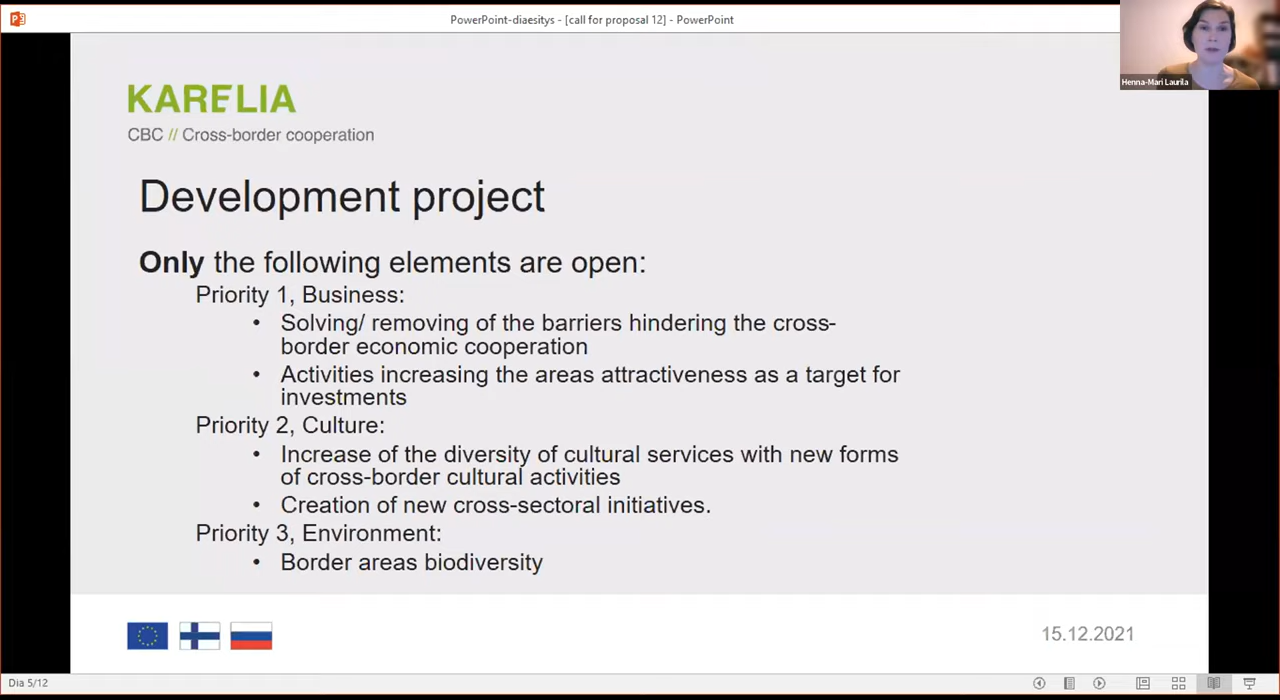 PowerPoint-diaesitys - [call for proposal 12] - PowerPoint
Henna-Mari Laurila
KARELIA
CBC // Cross-border cooperation
Development project
Only the following elements are open:
Priority 1, Business:
• Solving/ removing of the barriers hindering the cross-
border economic cooperation
• Activities increasing the areas attractiveness as a target for
investments
Priority 2, Culture:
• Increase of the diversity of cultural services with new forms
of cross-border cultural activities
• Creation of new cross-sectoral initiatives.
Priority 3, Environment:
• Border areas biodiversity
15.12.2021
Dia 5/12